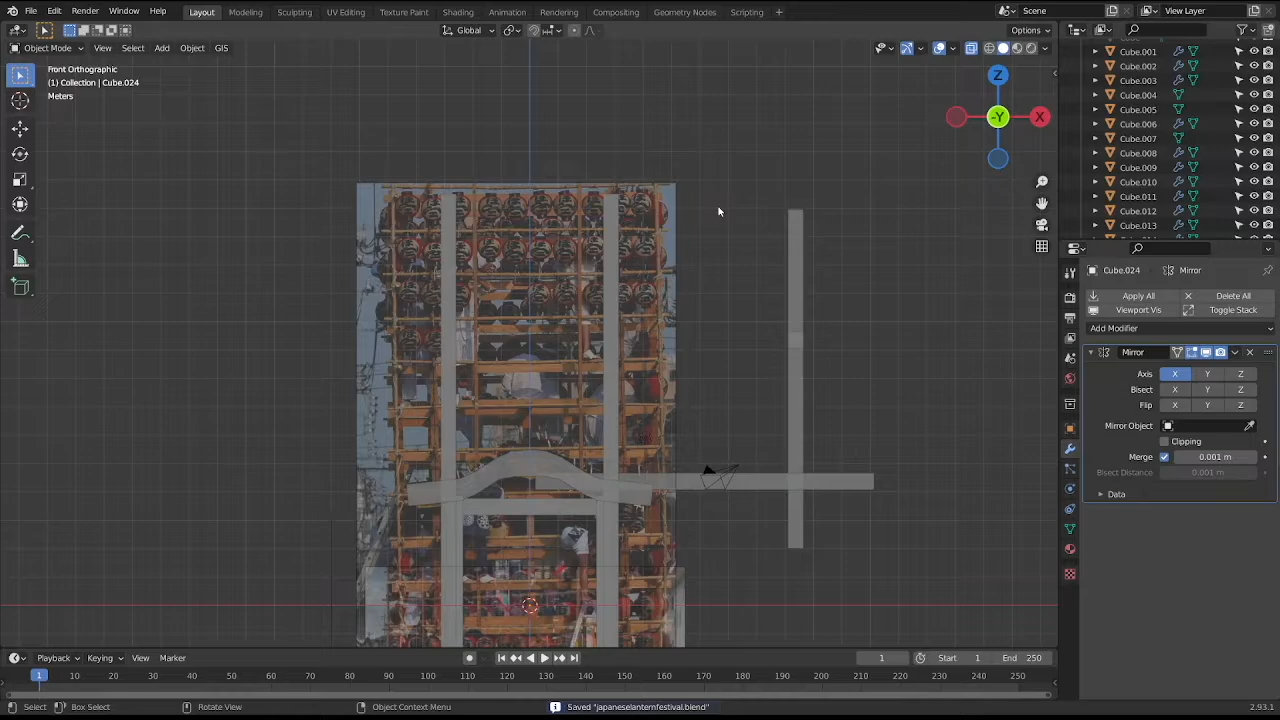 File Edit Render Window Help
Layout Modeling Sculpting UV Editing Texture Paint Shading Animation Rendering Compositing Geometry Nodes Scripting +
Scene
View Layer
Global
Options
Object Mode View Select Add Object GIS
Front Orthographic
(1) Collection | Cube.024
Meters
Z
-Y
X
Cube.001
Cube.002
Cube.003
Cube.004
Cube.005
Cube.006
Cube.007
Cube.008
Cube.009
Cube.010
Cube.011
Cube.012
Cube.013
Cube.024 Mirror
Apply All Delete All
Viewport Vis Toggle Stack
Add Modifier
Mirror
Axis X Y Z
Bisect X Y Z
Flip X Y Z
Mirror Object
Clipping
Merge 0.001 m
Bisect Distance 0.001 m
Data
Playback Keying View Marker
1 Start 1 End 250
1 10 20 30 40 50 60 70 80 90 100 110 120 130 140 150 160 170 180 190 200 210 220 230 240 250
Select Box Select Rotate View Object Context Menu Saved "japaneselanternfestival.blend" 2.93.1